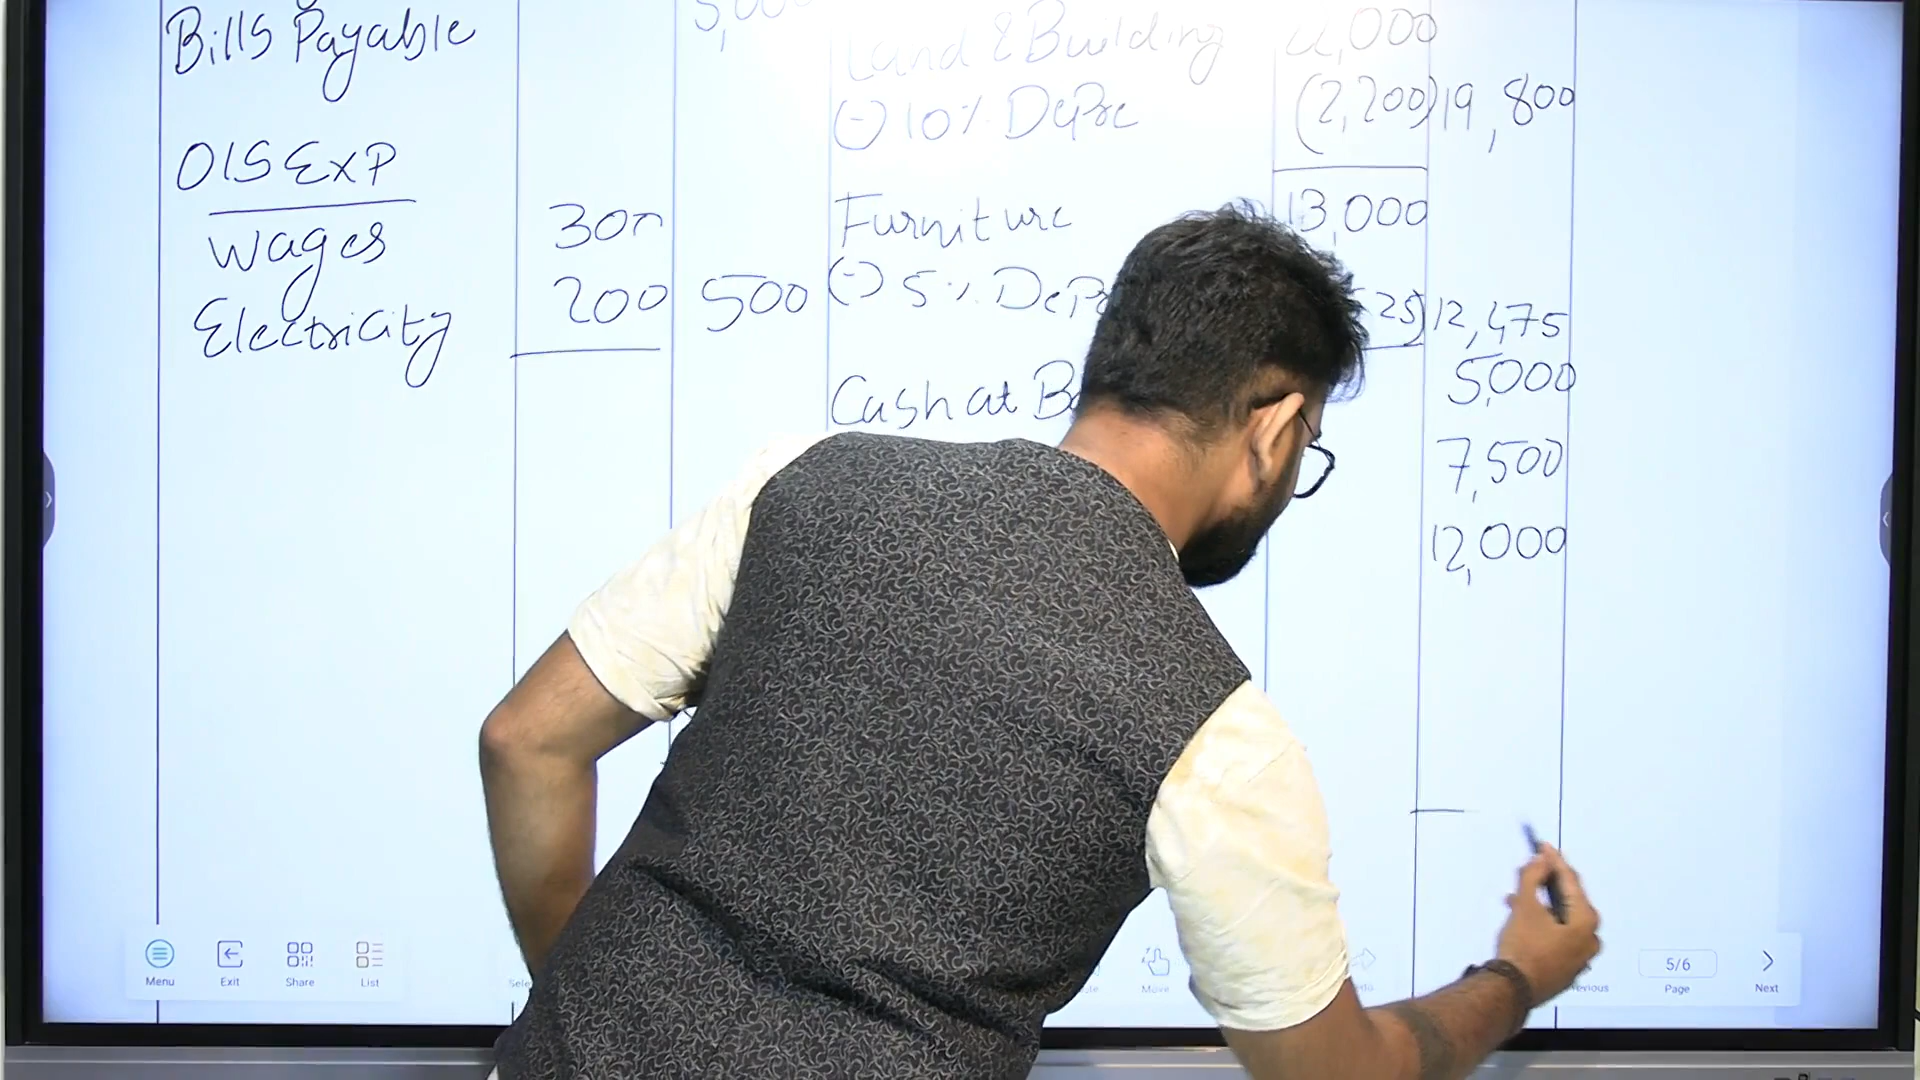 Bills Payable
O/S Exp
Wages 300
Electricity 200 500
Land & Building
(-) 10% Depre (2,200) 19,800
Furniture 13,000
(-) 5% 12,475
Cash at 5,000
7,500
12,000
Menu
Exit
Share
List
Move
5/6
Page
Next